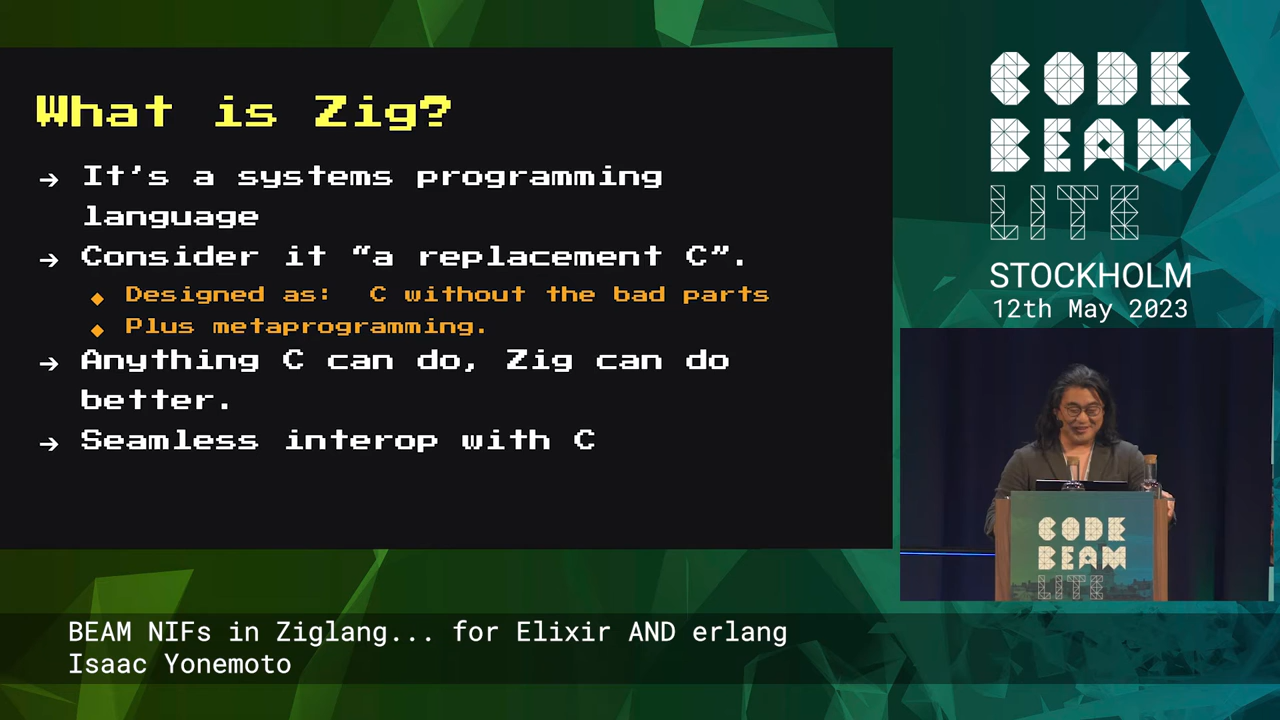 What is Zig?
→ It's a systems programming
language
→ Consider it “a replacement C”.
◆ Designed as: C without the bad parts
◆ Plus metaprogramming.
→ Anything C can do, Zig can do
better.
→ Seamless interop with C
CODE
BEAM
LITE
STOCKHOLM
12th May 2023
CODE
BEAM
LITE
BEAM NIFs in Ziglang... for Elixir AND erlang
Isaac Yonemoto